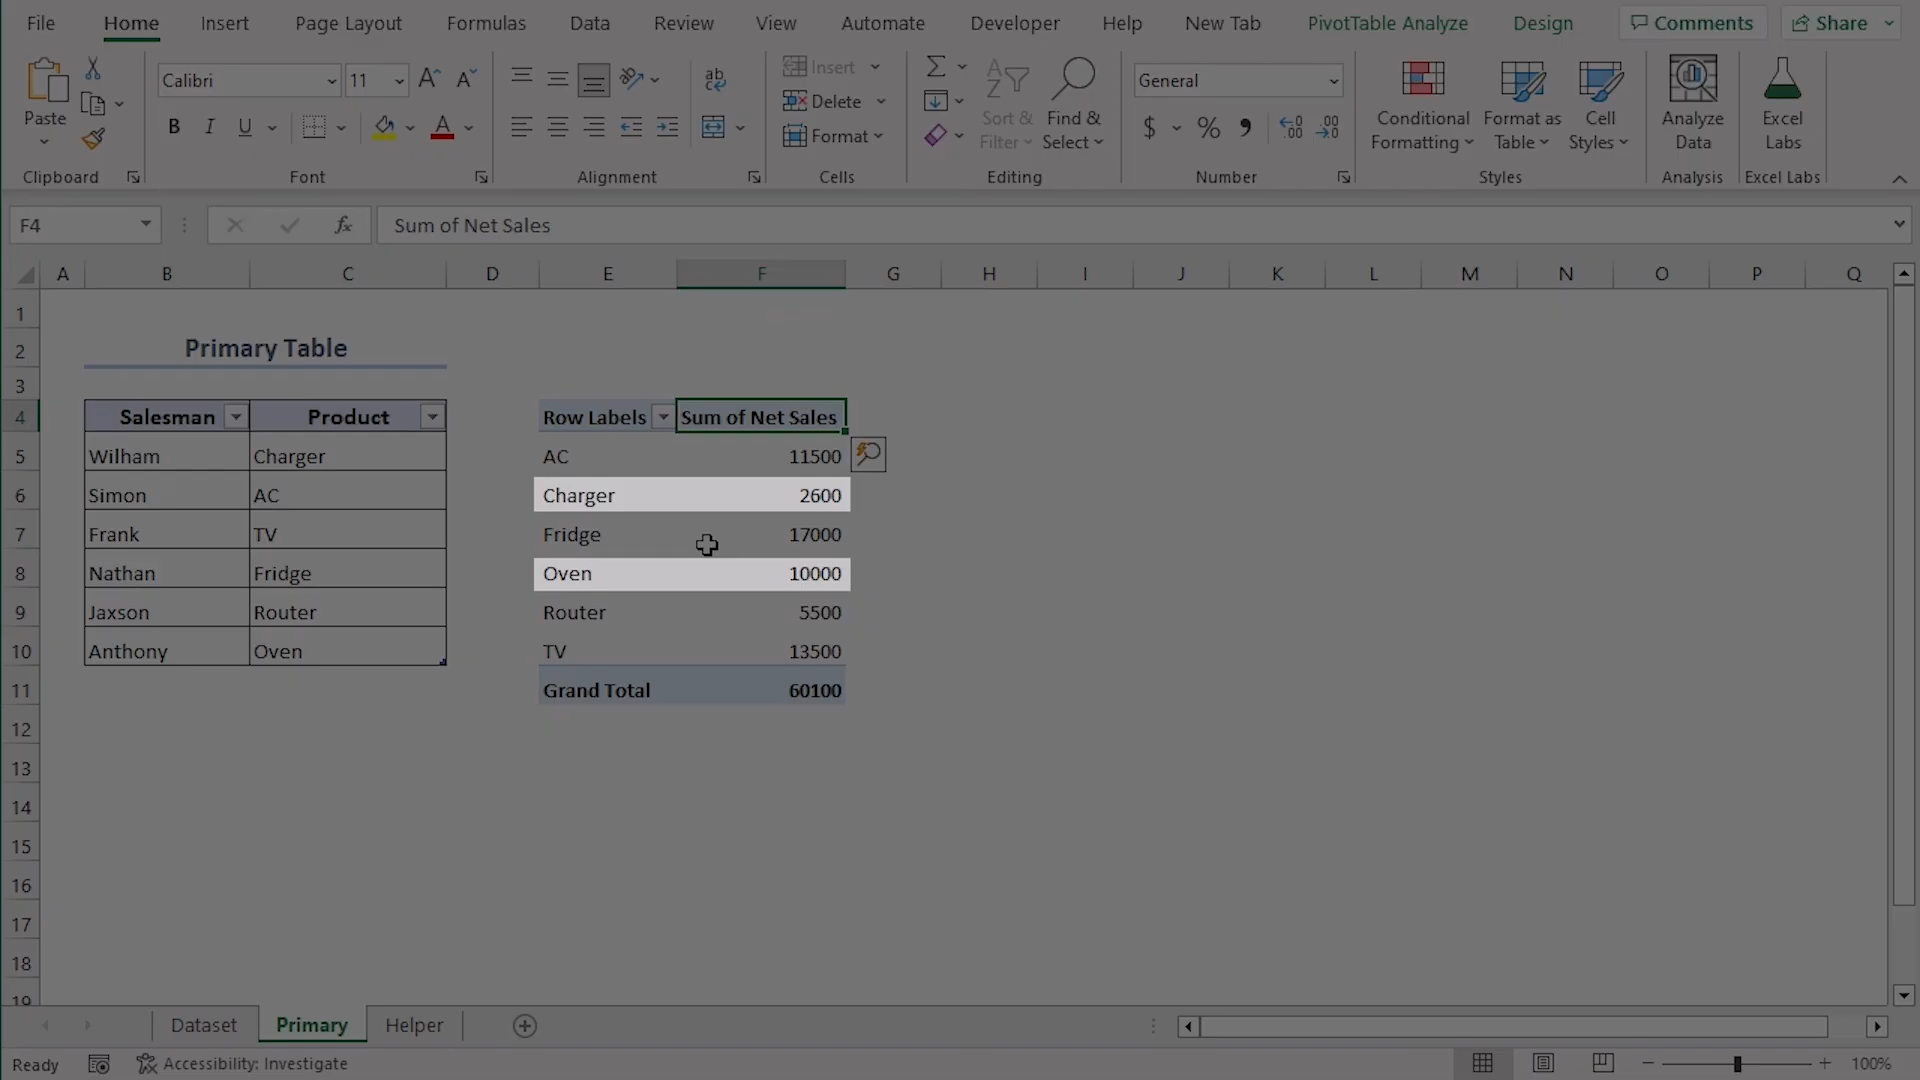 File Home Insert Page Layout Formulas Data Review View Automate Developer Help New Tab PivotTable Analyze Design Comments Share
Calibri 11 A A ab Insert Σ General
Paste Delete Sort & Find & Conditional Format as Cell Analyze Excel
B I U A Format Filter Select $ % 9 .00 .00 Formatting Table Styles Data Labs
Clipboard Font Alignment Cells Editing Number Styles Analysis Excel Labs
F4 fx Sum of Net Sales
A B C D E F G H I J K L M N O P Q
1
2 Primary Table
3
4 Salesman Product Row Labels Sum of Net Sales
5 Wilham Charger AC 11500
6 Simon AC Charger 2600
7 Frank TV Fridge 17000
8 Nathan Fridge Oven 10000
9 Jaxson Router Router 5500
10 Anthony Oven TV 13500
11 Grand Total 60100
12
13
14
15
16
17
18
19
Dataset Primary Helper
Ready Accessibility: Investigate 100%